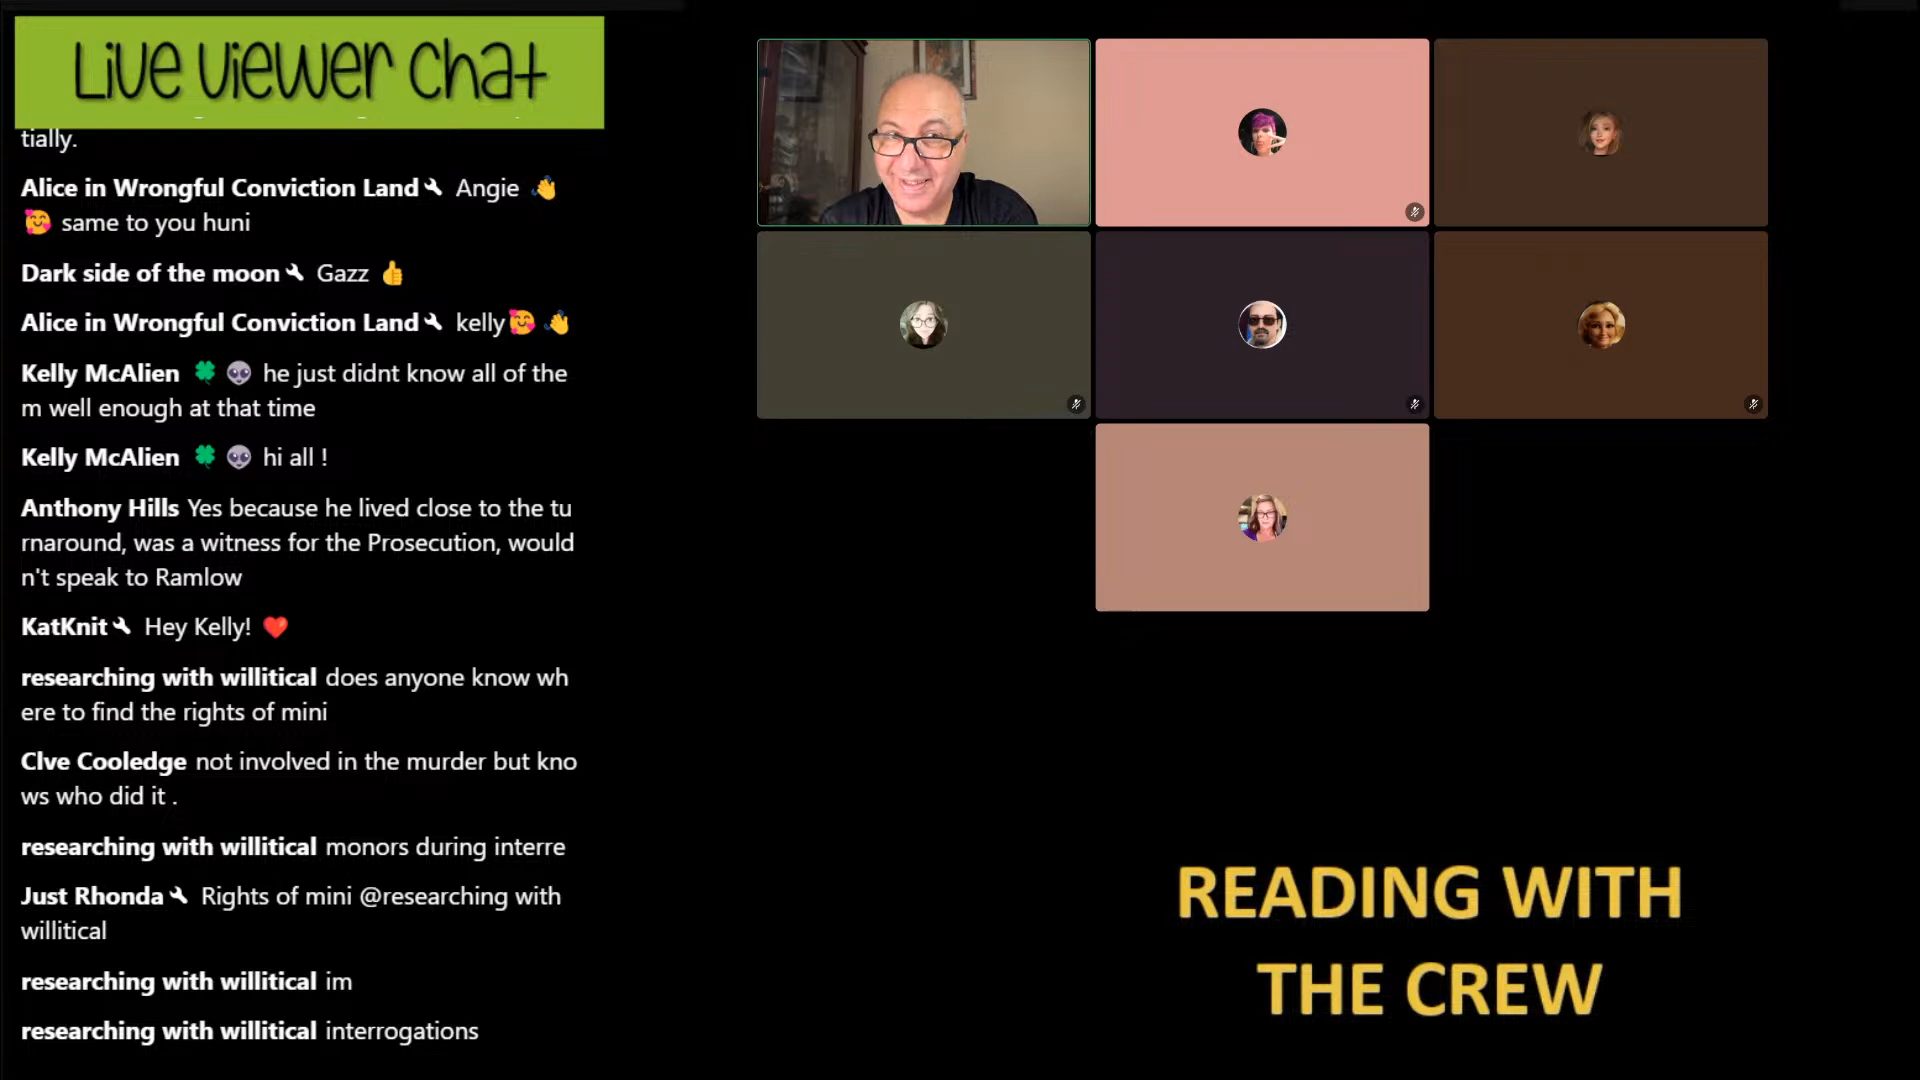 Live Viewer Chat
tially.
Alice in Wrongful Conviction Land Angie 👋
🥰 same to you huni
Dark side of the moon Gazz 👍
Alice in Wrongful Conviction Land kelly🥰 👋
Kelly McAlien 🍀 👽 he just didnt know all of the
m well enough at that time
Kelly McAlien 🍀 👽 hi all !
Anthony Hills Yes because he lived close to the tu
rnaround, was a witness for the Prosecution, would
n't speak to Ramlow
KatKnit Hey Kelly! ❤️
researching with willitical does anyone know wh
ere to find the rights of mini
Clve Cooledge not involved in the murder but kno
ws who did it .
researching with willitical monors during interre
Just Rhonda Rights of mini @researching with
willitical
researching with willitical im
researching with willitical interrogations
READING WITH
THE CREW